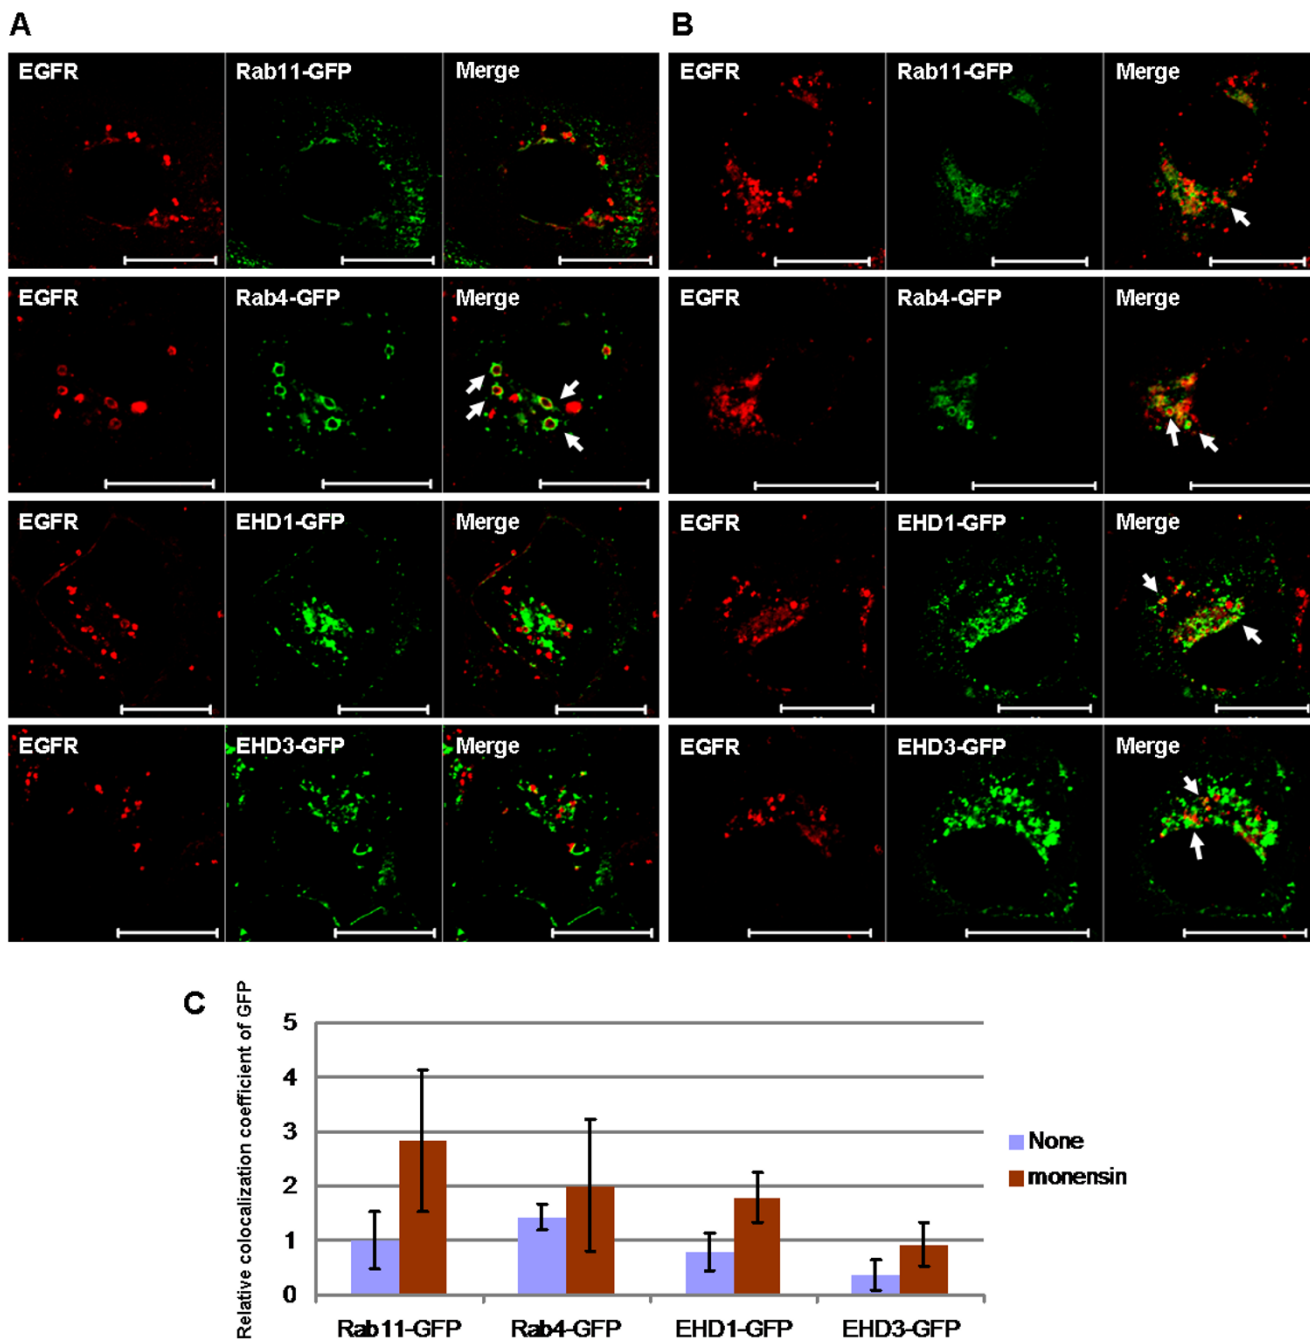 A
B
EGFR Rab11-GFP Merge
EGFR Rab11-GFP Merge
EGFR Rab4-GFP Merge
EGFR Rab4-GFP Merge
EGFR EHD1-GFP Merge
EGFR EHD1-GFP Merge
EGFR EHD3-GFP Merge
EGFR EHD3-GFP Merge
C
Relative colocalization coefficient of GFP
5
4
3
2
1
0
None
monensin
Rab11-GFP Rab4-GFP EHD1-GFP EHD3-GFP